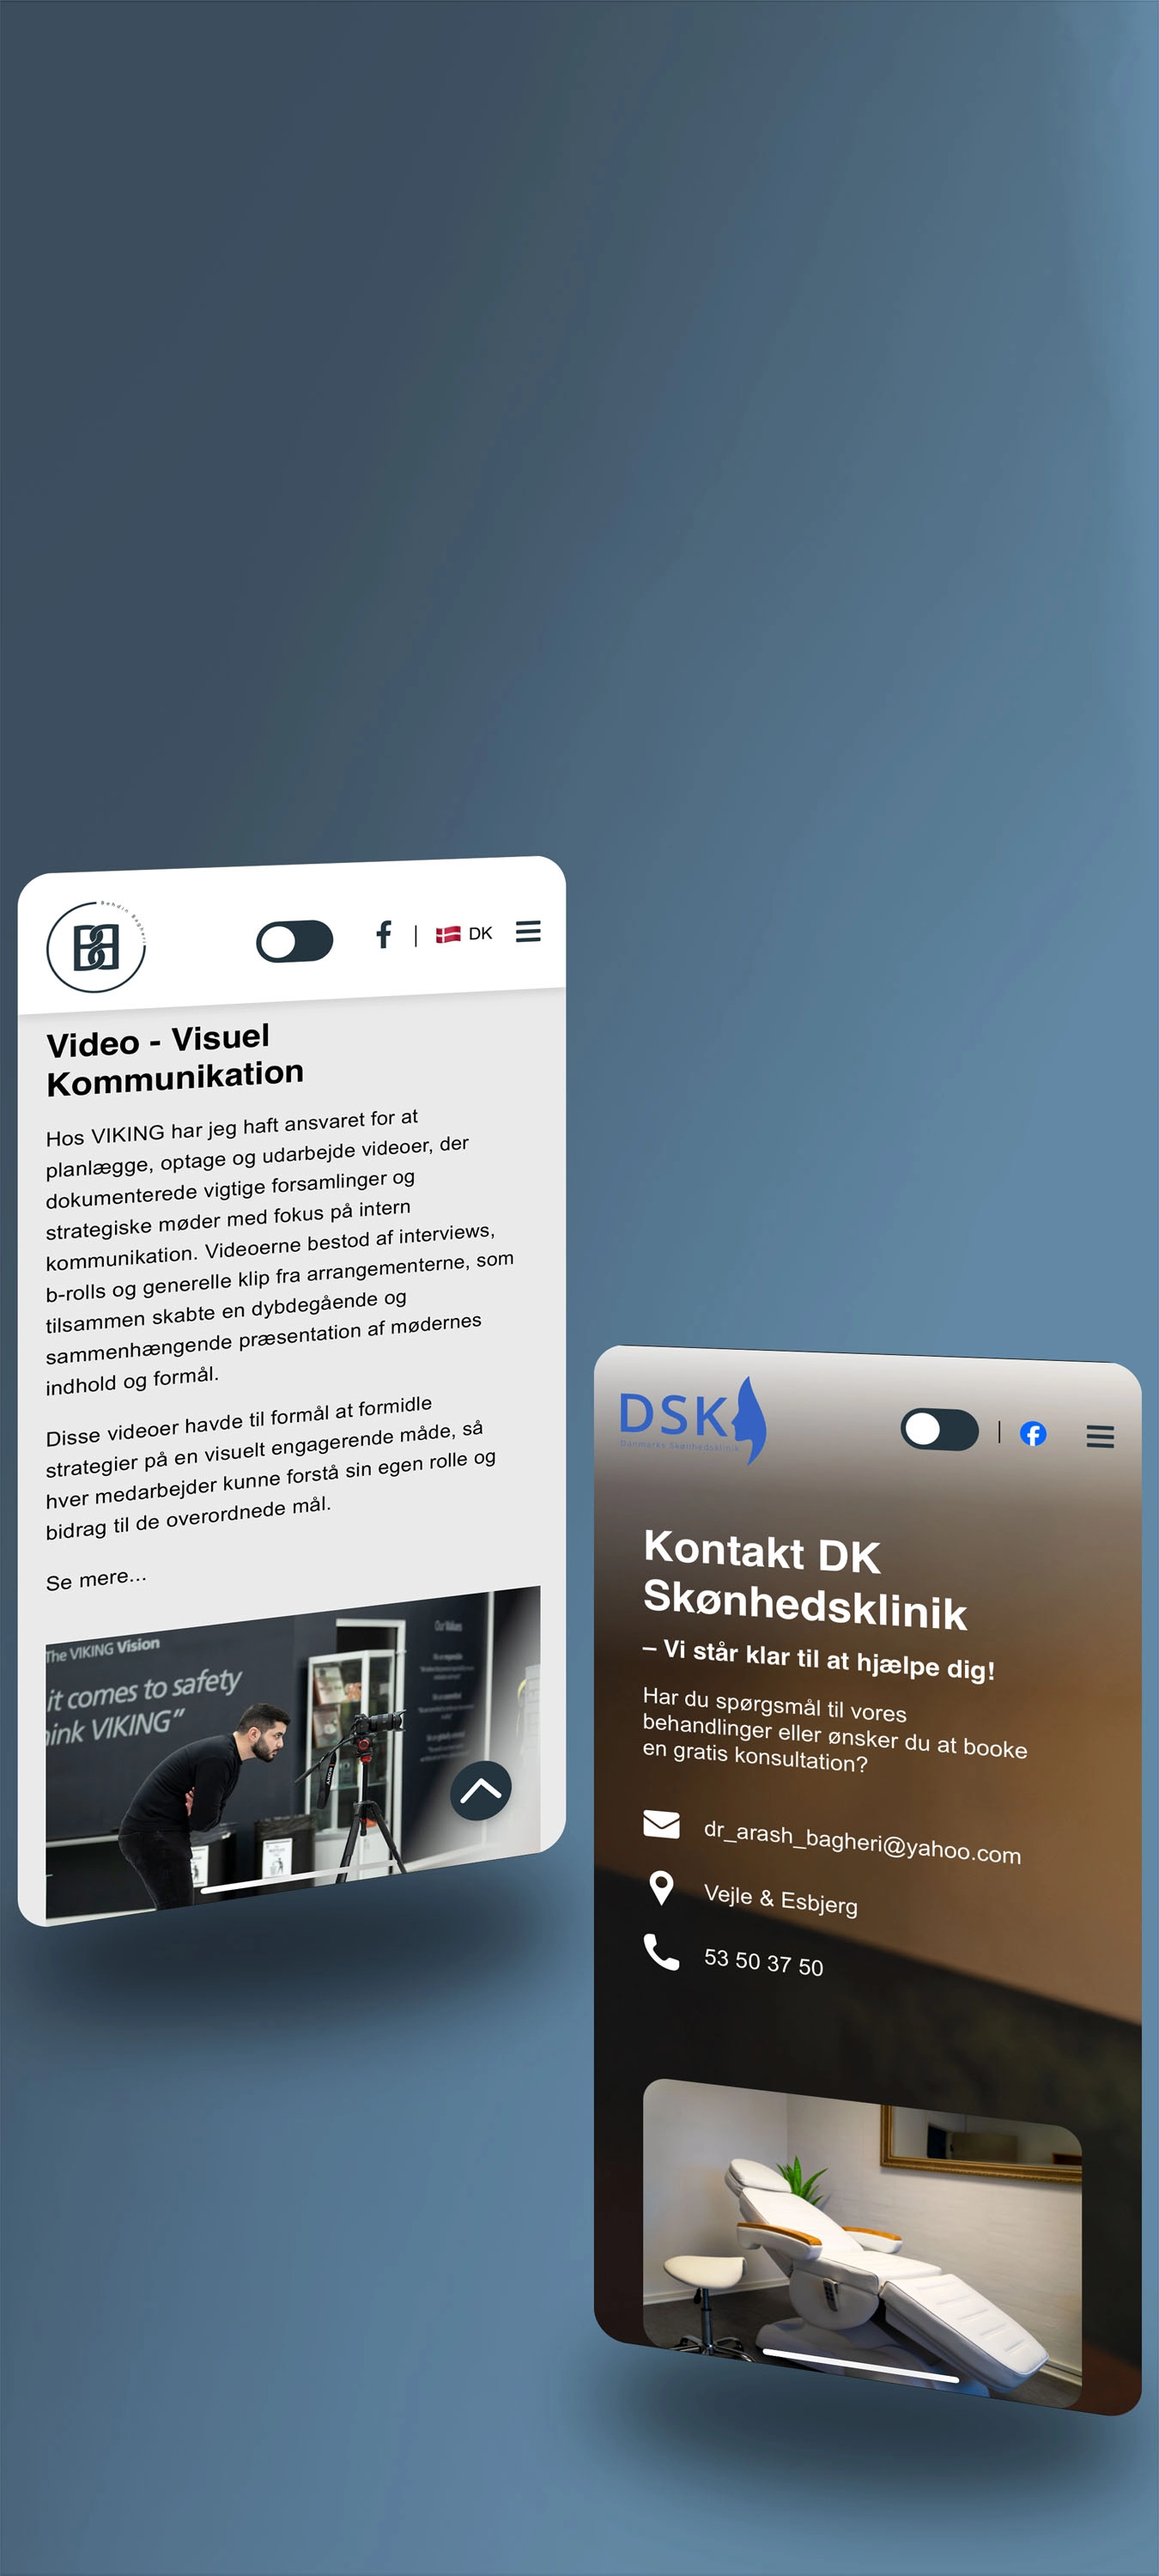 Bahdin Bagheri
DK
Video - Visuel
Kommunikation
Hos VIKING har jeg haft ansvaret for at
planlægge, optage og udarbejde videoer, der
dokumenterede vigtige forsamlinger og
strategiske møder med fokus på intern
kommunikation. Videoerne bestod af interviews,
b-rolls og generelle klip fra arrangementerne, som
tilsammen skabte en dybdegående og
sammenhængende præsentation af mødernes
indhold og formål.
Disse videoer havde til formål at formidle
strategier på en visuelt engagerende måde, så
hver medarbejder kunne forstå sin egen rolle og
bidrag til de overordnede mål.
Se mere...
The VIKING Vision
it comes to safety
ink VIKING”
Our Values
SONY
DSK
Danmarks Skønhedsklinik
Kontakt DK
Skønhedsklinik
– Vi står klar til at hjælpe dig!
Har du spørgsmål til vores
behandlinger eller ønsker du at booke
en gratis konsultation?
dr_arash_bagheri@yahoo.com
Vejle & Esbjerg
53 50 37 50